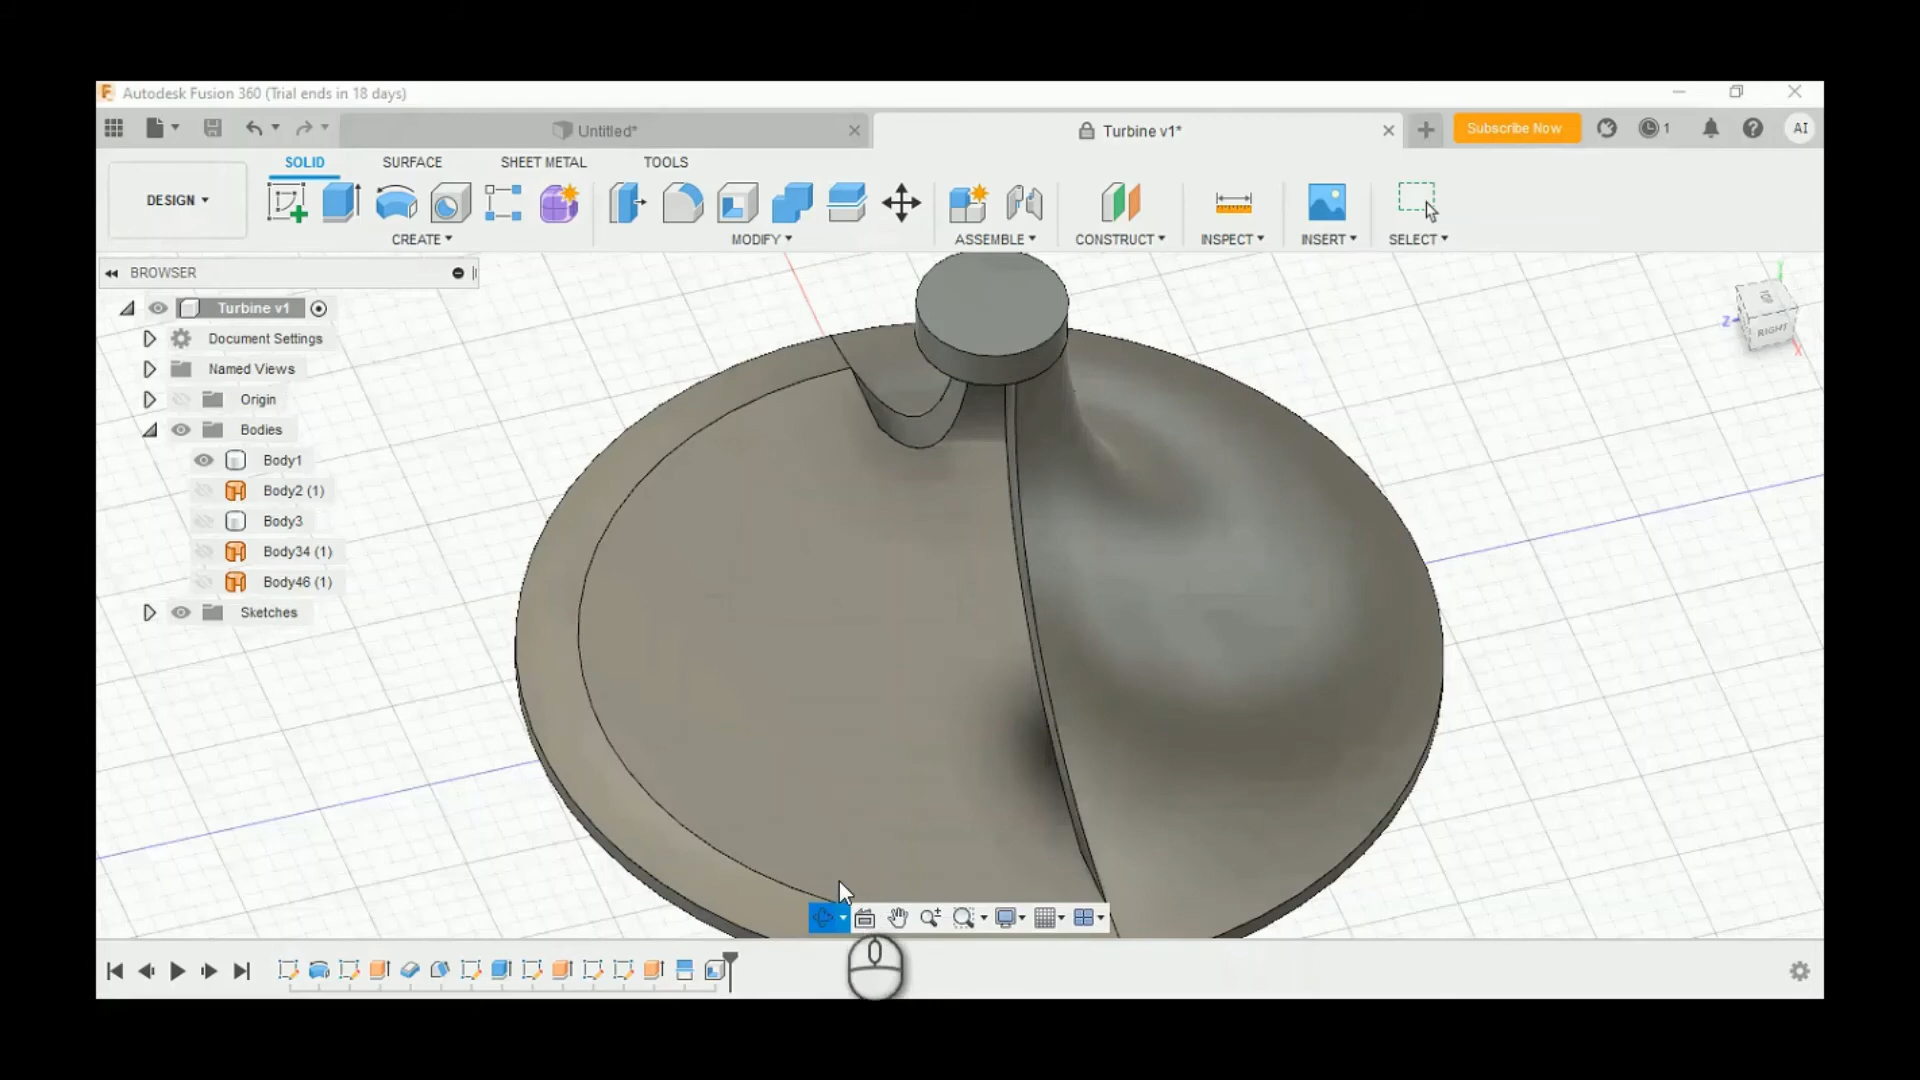 Autodesk Fusion 360 (Trial ends in 18 days)
Untitled*
Turbine v1*
Subscribe Now
1
AI
SOLID
SURFACE
SHEET METAL
TOOLS
DESIGN
CREATE
MODIFY
ASSEMBLE
CONSTRUCT
INSPECT
INSERT
SELECT
BROWSER
Turbine v1
Document Settings
Named Views
Origin
Bodies
Body1
Body2 (1)
Body3
Body34 (1)
Body46 (1)
Sketches
Z
RIGHT
X